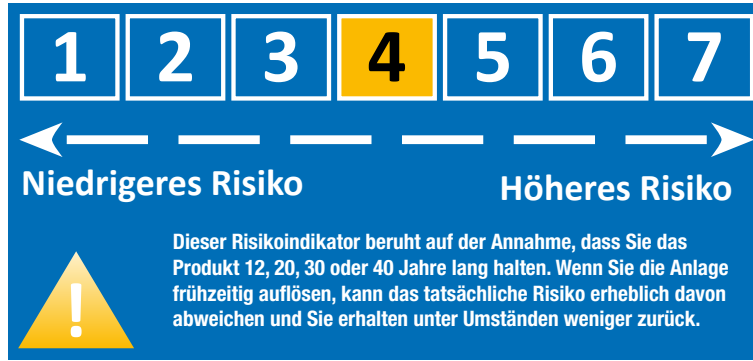 1 2 3 4 5 6 7
Niedrigeres Risiko Höheres Risiko
!
Dieser Risikoindikator beruht auf der Annahme, dass Sie das
Produkt 12, 20, 30 oder 40 Jahre lang halten. Wenn Sie die Anlage
frühzeitig auflösen, kann das tatsächliche Risiko erheblich davon
abweichen und Sie erhalten unter Umständen weniger zurück.